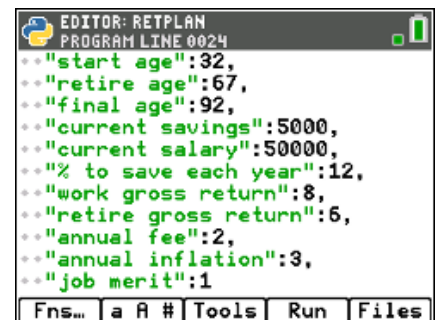 EDITOR: RETPLAN
PROGRAM LINE 0024
"start age":32,
"retire age":67,
"final age":92,
"current savings":5000,
"current salary":50000,
"% to save each year":12,
"work gross return":8,
"retire gross return":6,
"annual fee":2,
"annual inflation":3,
"job merit":1
Fns… a A # Tools Run Files